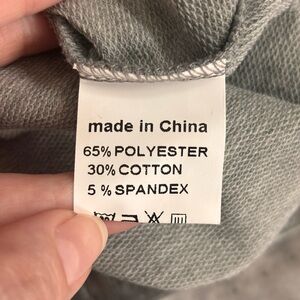 made in China
65% POLYESTER
30% COTTON
5 % SPANDEX